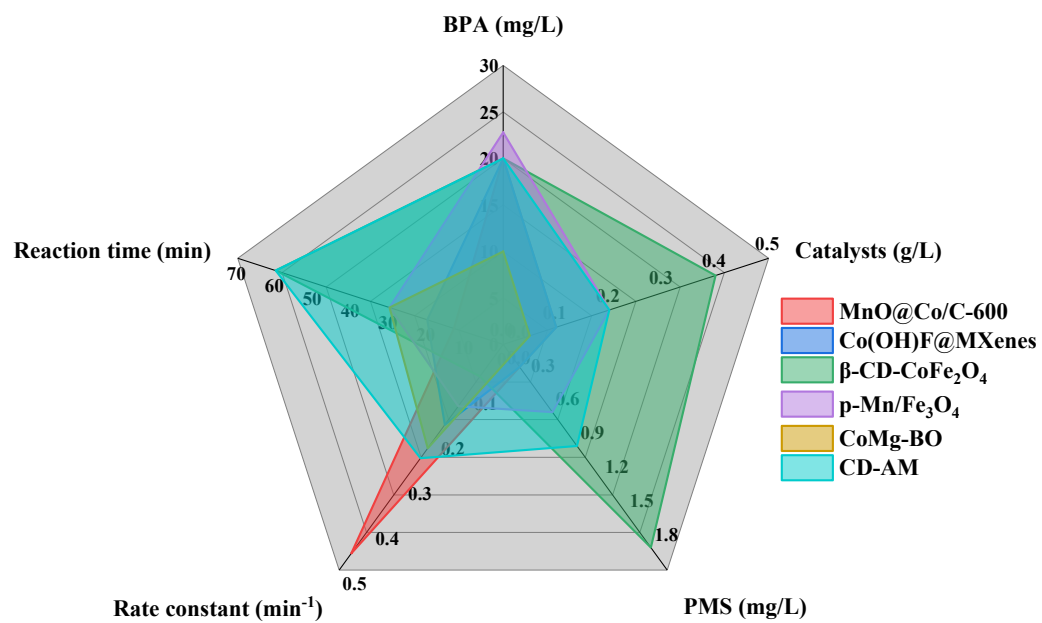 BPA (mg/L)
30
25
20
15
10
5
Catalysts (g/L)
0.5
0.4
0.3
0.2
0.1
PMS (mg/L)
0.3
0.6
0.9
1.2
1.5
1.8
Rate constant (min⁻¹)
0.1
0.2
0.3
0.4
0.5
Reaction time (min)
70
60
50
40
30
20
10
MnO@Co/C-600
Co(OH)F@MXenes
β-CD-CoFe₂O₄
p-Mn/Fe₃O₄
CoMg-BO
CD-AM